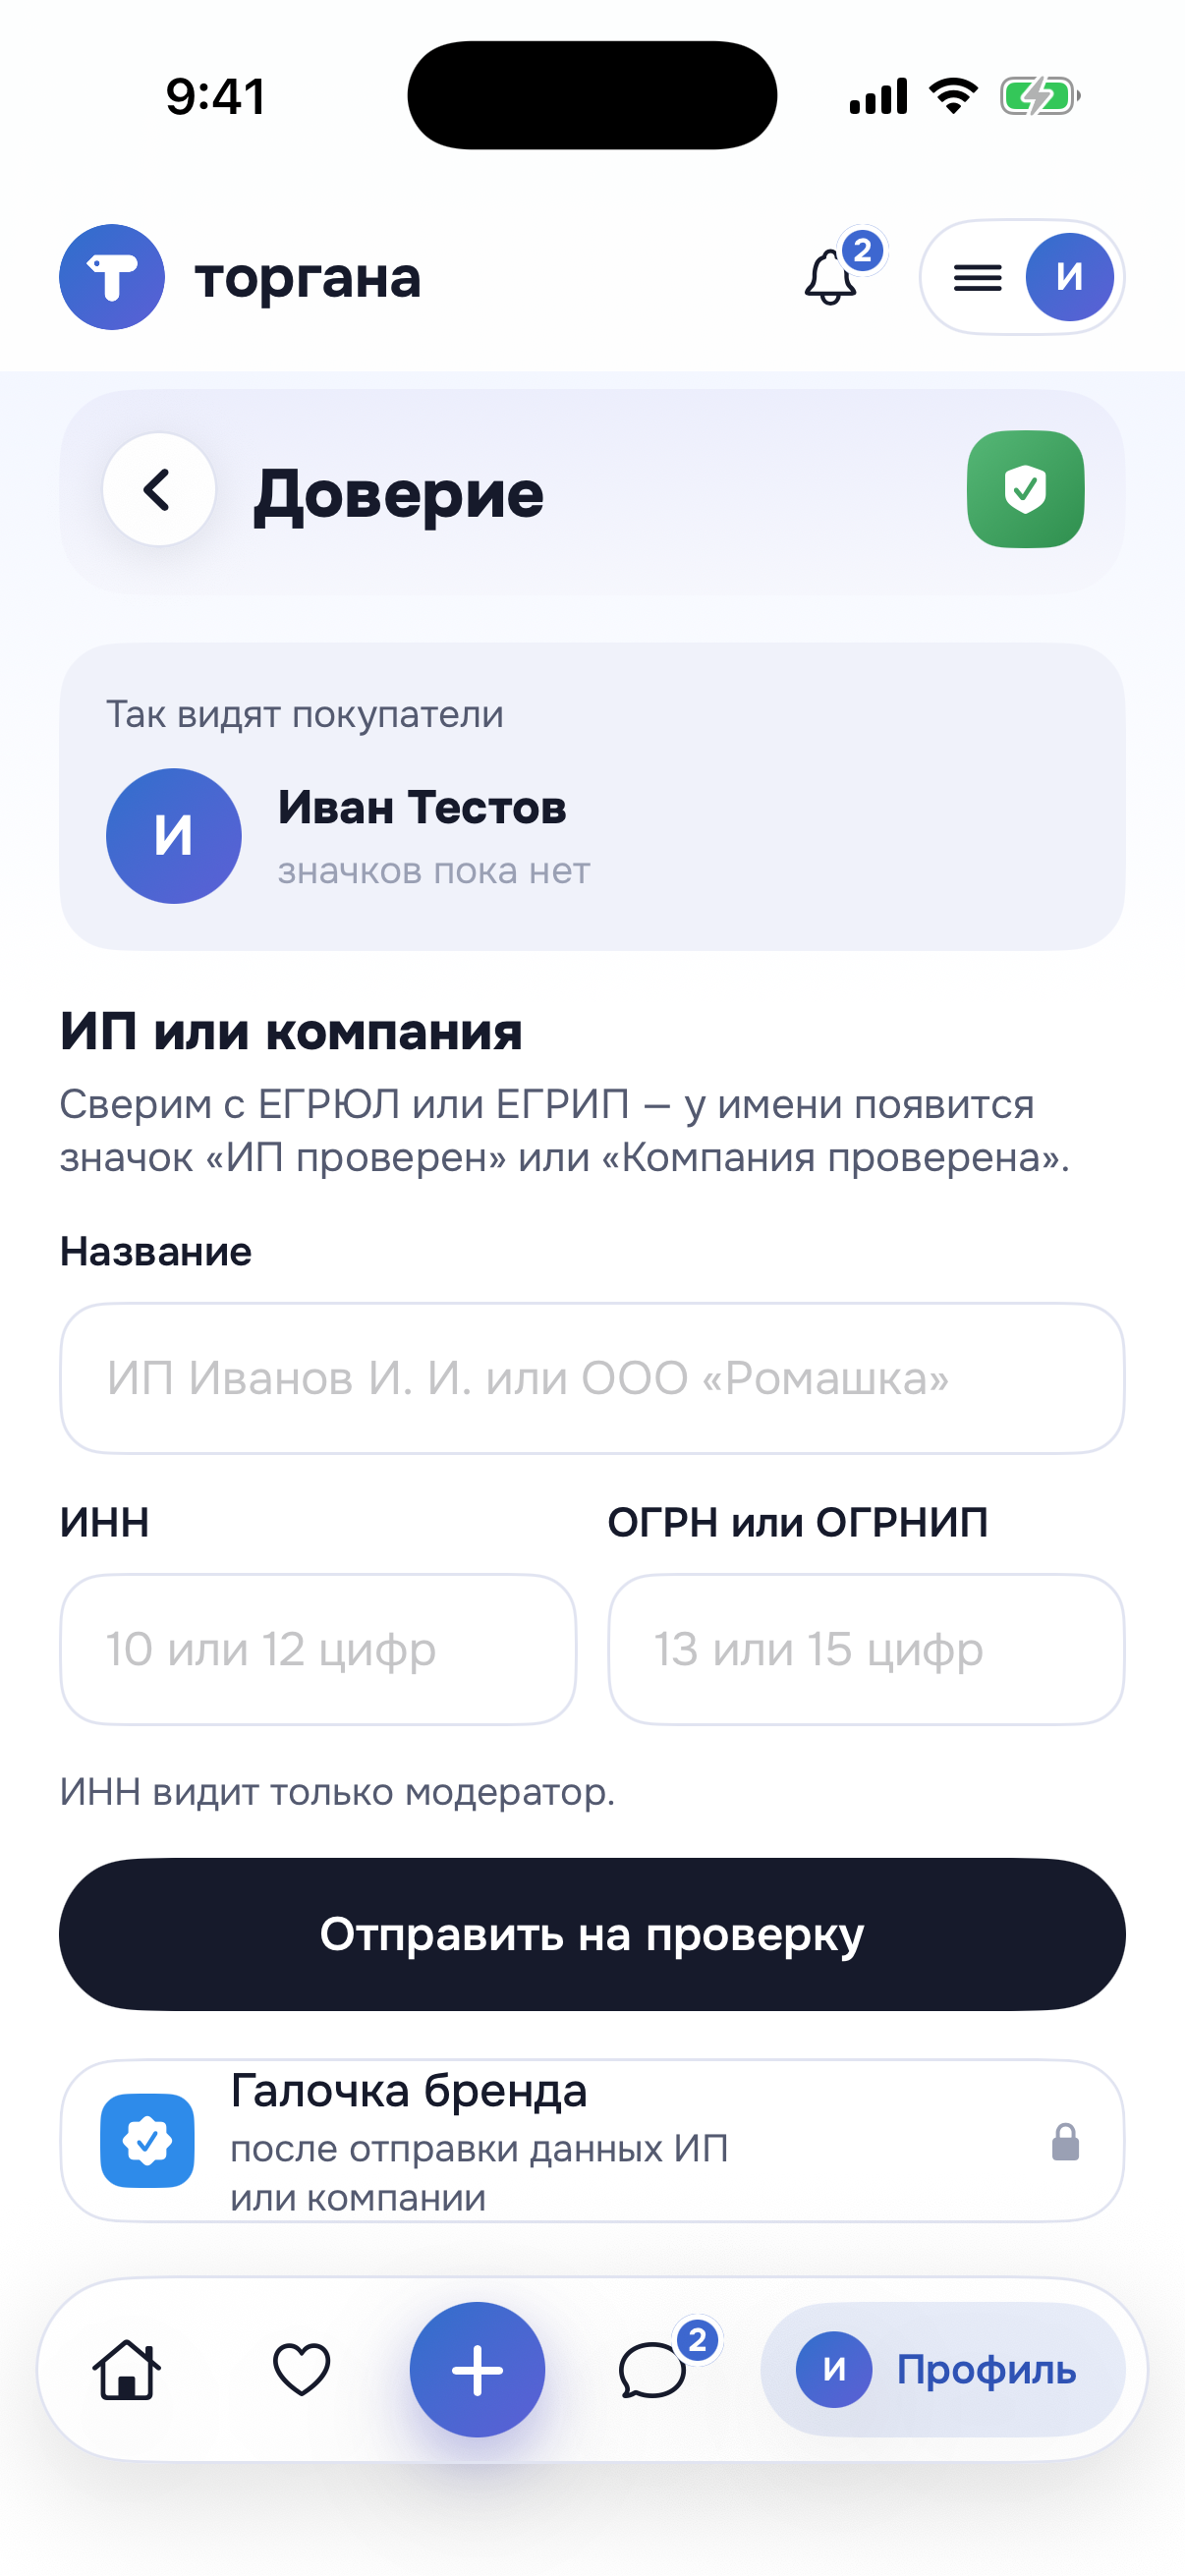 9:41
торгана
2
И
Доверие
Так видят покупатели
И
Иван Тестов
значков пока нет
ИП или компания
Сверим с ЕГРЮЛ или ЕГРИП — у имени появится
значок «ИП проверен» или «Компания проверена».
Название
ИП Иванов И. И. или ООО «Ромашка»
ИНН
ОГРН или ОГРНИП
10 или 12 цифр
13 или 15 цифр
ИНН видит только модератор.
Отправить на проверку
Галочка бренда
после отправки данных ИП
или компании
2
И
Профиль